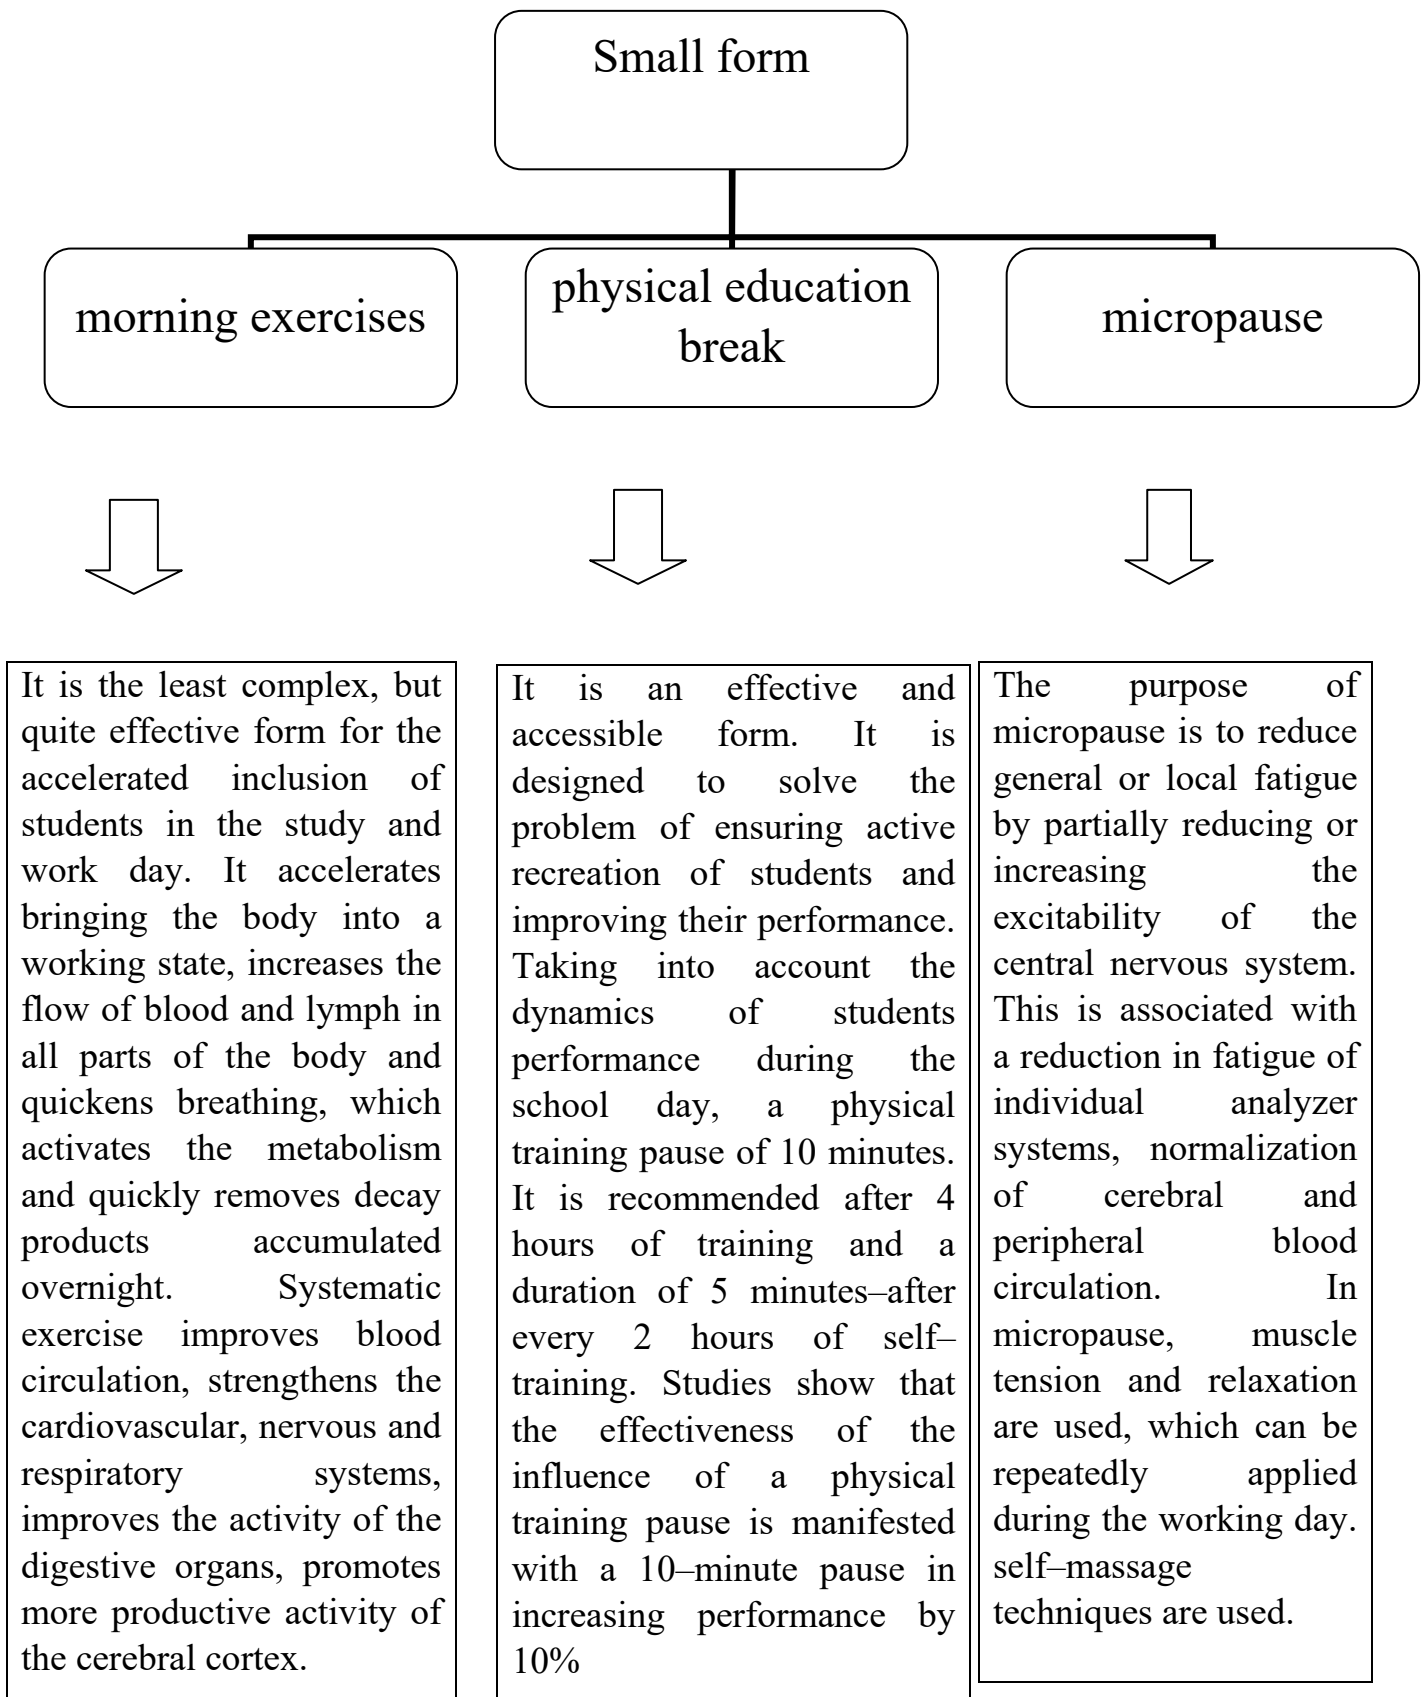 Small form
morning exercises
physical education
break
micropause
It is the least complex, but
quite effective form for the
accelerated inclusion of
students in the study and
work day. It accelerates
bringing the body into a
working state, increases the
flow of blood and lymph in
all parts of the body and
quickens breathing, which
activates the metabolism
and quickly removes decay
products accumulated
overnight. Systematic
exercise improves blood
circulation, strengthens the
cardiovascular, nervous and
respiratory systems,
improves the activity of the
digestive organs, promotes
more productive activity of
the cerebral cortex.
It is an effective and
accessible form. It is
designed to solve the
problem of ensuring active
recreation of students and
improving their performance.
Taking into account the
dynamics of students
performance during the
school day, a physical
training pause of 10 minutes.
It is recommended after 4
hours of training and a
duration of 5 minutes–after
every 2 hours of self–
training. Studies show that
the effectiveness of the
influence of a physical
training pause is manifested
with a 10–minute pause in
increasing performance by
10%
The purpose of
micropause is to reduce
general or local fatigue
by partially reducing or
increasing the
excitability of the
central nervous system.
This is associated with
a reduction in fatigue of
individual analyzer
systems, normalization
of cerebral and
peripheral blood
circulation. In
micropause, muscle
tension and relaxation
are used, which can be
repeatedly applied
during the working day.
self–massage
techniques are used.